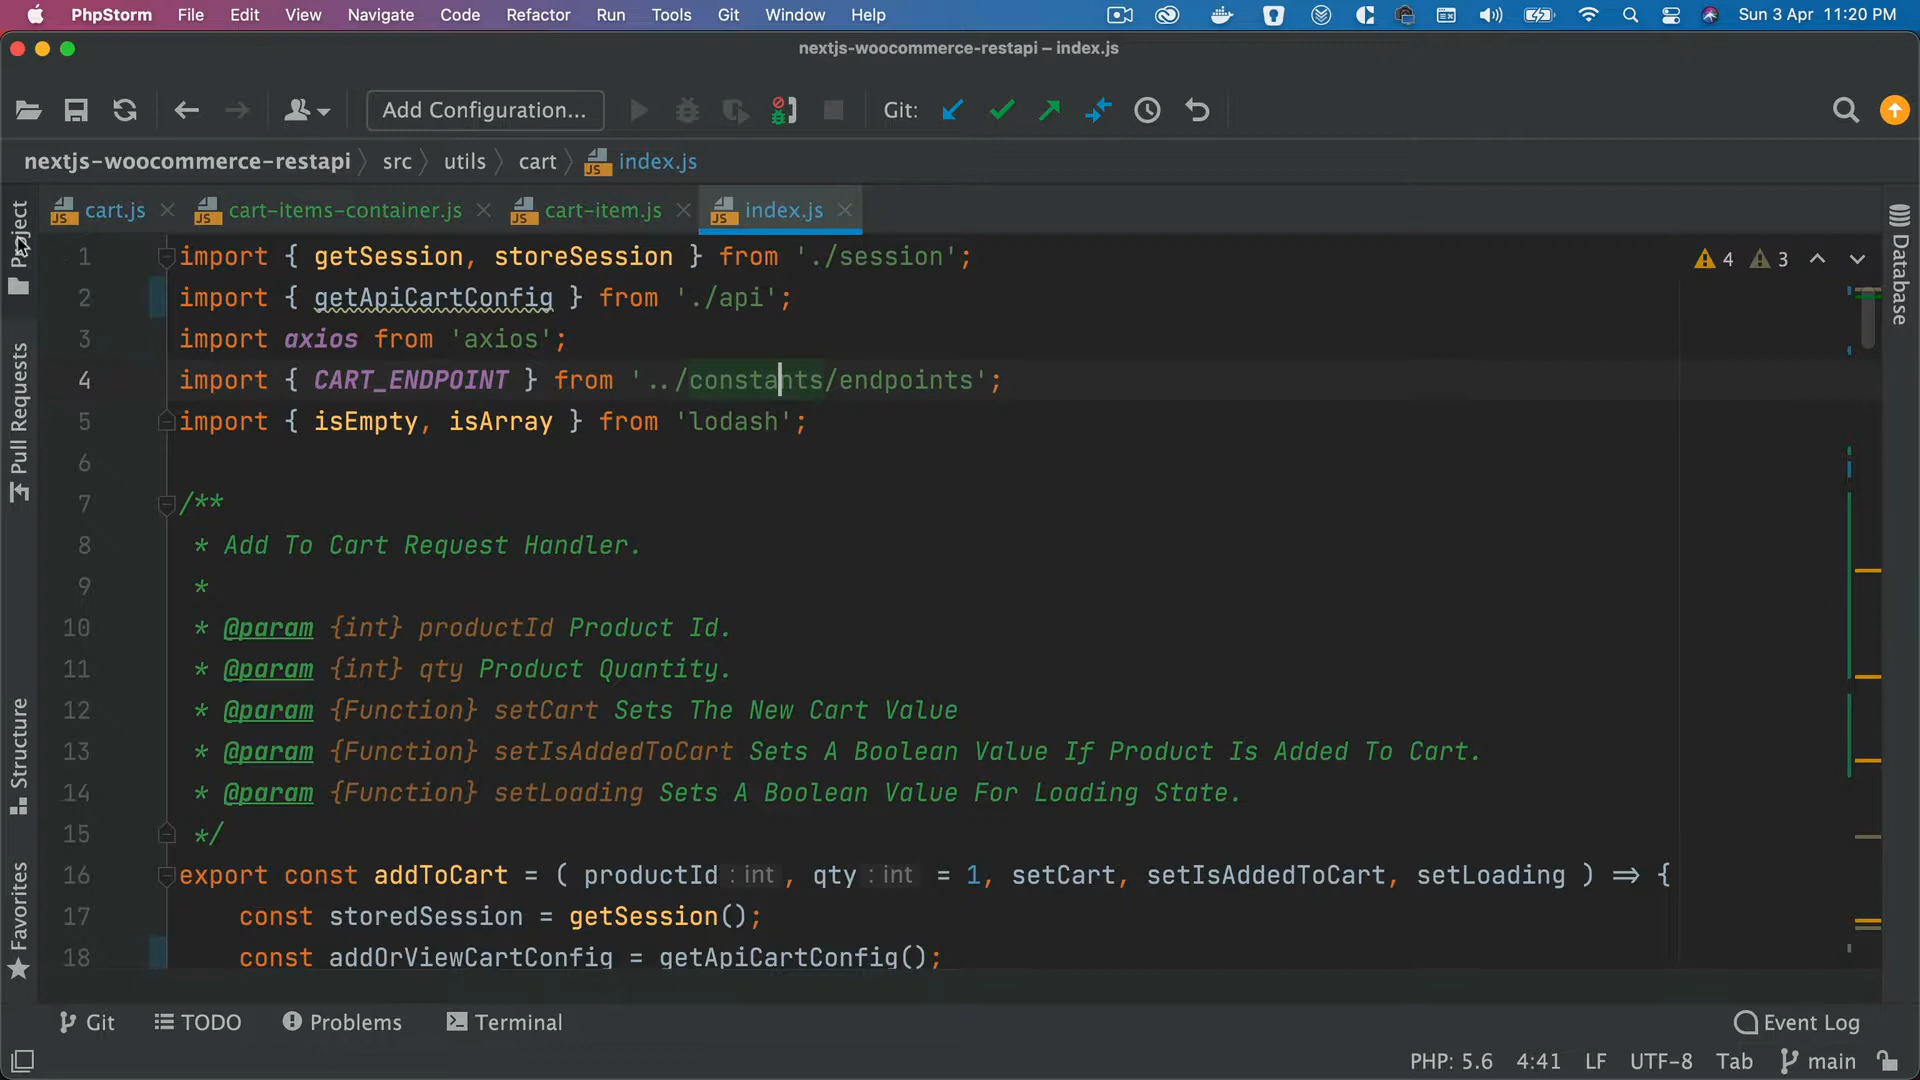 PhpStorm File Edit View Navigate Code Refactor Run Tools Git Window Help Sun 3 Apr 11:20 PM
nextjs-woocommerce-restapi – index.js
Add Configuration... Git:
nextjs-woocommerce-restapi src utils cart index.js
cart.js cart-items-container.js cart-item.js index.js
1 import { getSession, storeSession } from './session';
2 import { getApiCartConfig } from './api';
3 import axios from 'axios';
4 import { CART_ENDPOINT } from '../constants/endpoints';
5 import { isEmpty, isArray } from 'lodash';
6
7 /**
8 * Add To Cart Request Handler.
9 *
10 * @param {int} productId Product Id.
11 * @param {int} qty Product Quantity.
12 * @param {Function} setCart Sets The New Cart Value
13 * @param {Function} setIsAddedToCart Sets A Boolean Value If Product Is Added To Cart.
14 * @param {Function} setLoading Sets A Boolean Value For Loading State.
15 */
16 export const addToCart = ( productId : int , qty : int = 1, setCart, setIsAddedToCart, setLoading ) => {
17 const storedSession = getSession();
18 const addOrViewCartConfig = getApiCartConfig();
4 3
Project
Pull Requests
Structure
Favorites
Database
Git TODO Problems Terminal Event Log
PHP: 5.6 4:41 LF UTF-8 Tab main